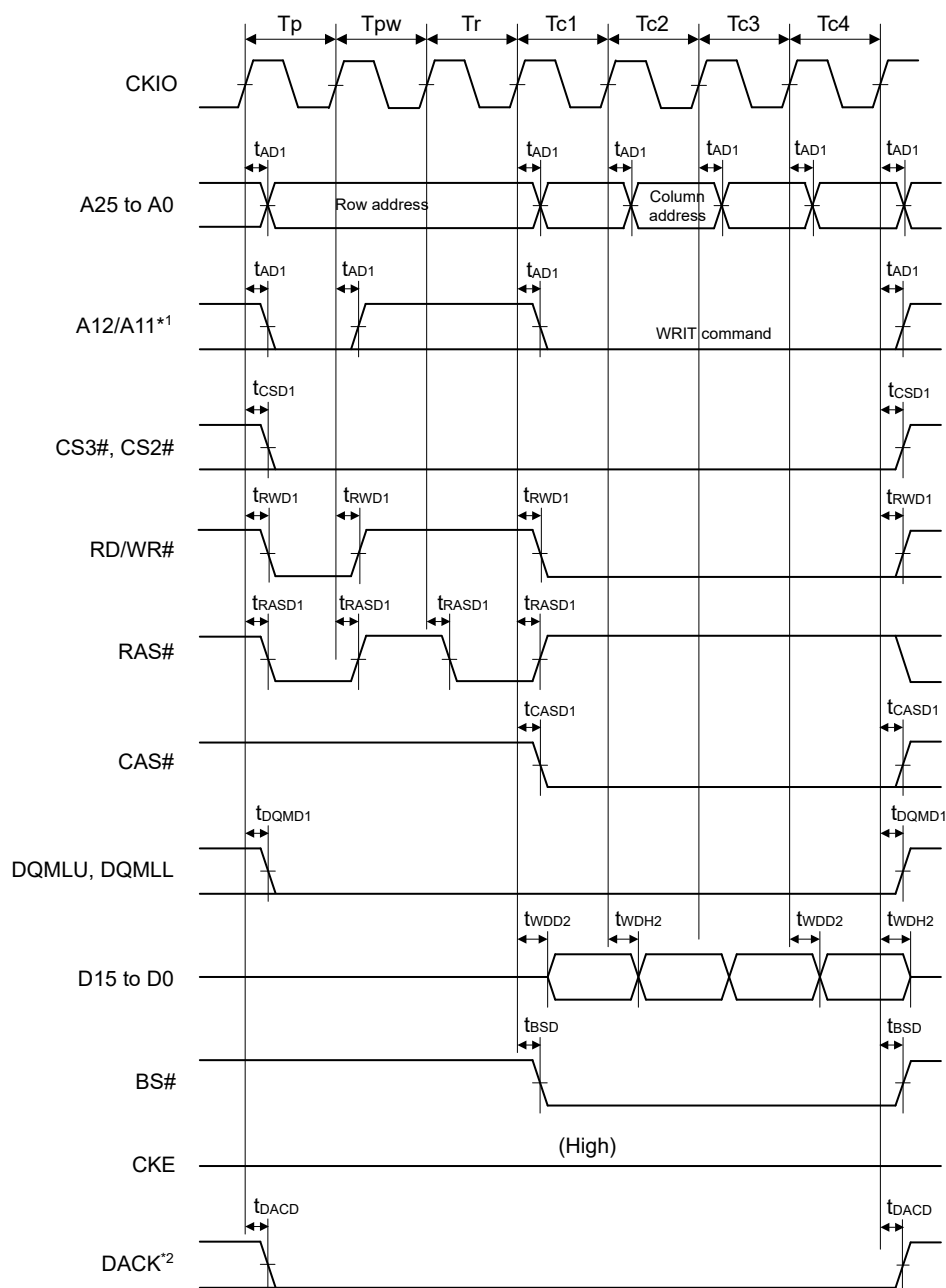 Tp Tpw Tr Tc1 Tc2 Tc3 Tc4
CKIO
tAD1 tAD1 tAD1 tAD1 tAD1 tAD1
A25 to A0 Row address Column address
tAD1 tAD1 tAD1 tAD1
A12/A11*1 WRIT command
tCSD1 tCSD1
CS3#, CS2#
tRWD1 tRWD1 tRWD1 tRWD1
RD/WR#
tRASD1 tRASD1 tRASD1 tRASD1
RAS#
tCASD1 tCASD1
CAS#
tDQMD1 tDQMD1
DQMLU, DQMLL
tWDD2 tWDH2 tWDD2 tWDH2
D15 to D0
tBSD tBSD
BS#
(High)
CKE
tDACD tDACD
DACK*2